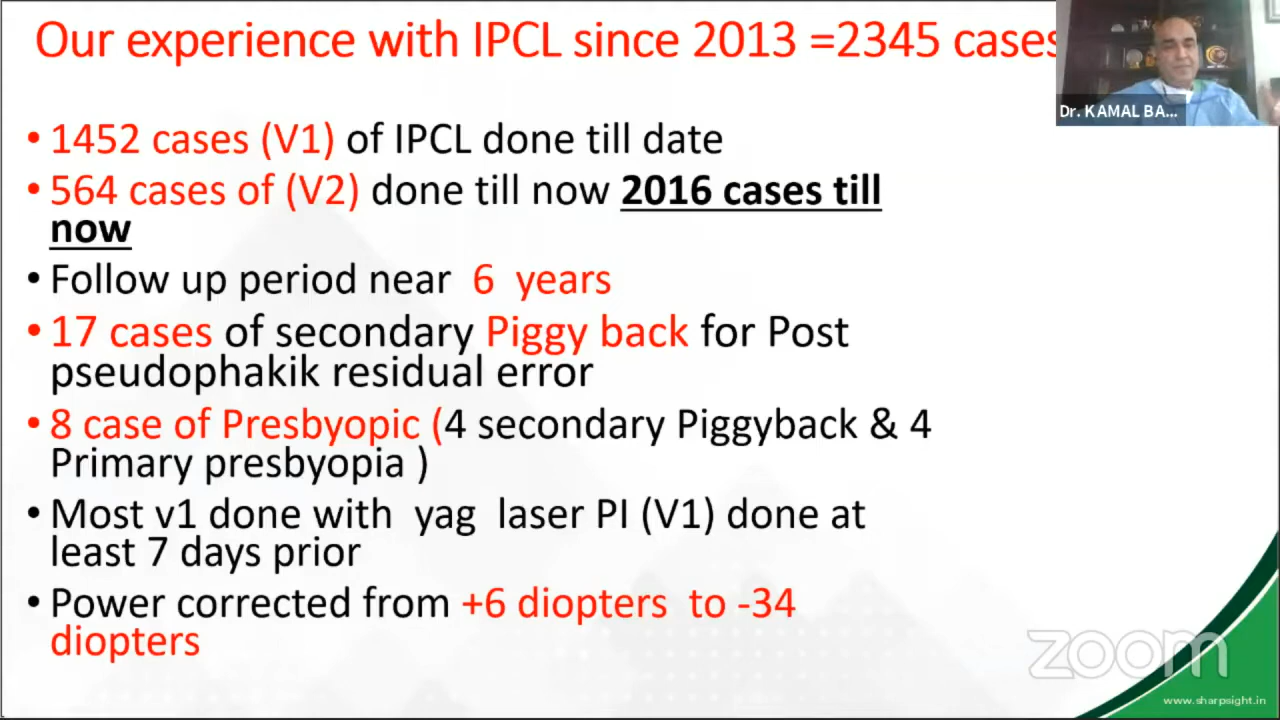 Our experience with IPCL since 2013 =2345 cases
Dr. KAMAL BA...
• 1452 cases (V1) of IPCL done till date
• 564 cases of (V2) done till now 2016 cases till
now
• Follow up period near 6 years
• 17 cases of secondary Piggy back for Post
pseudophakik residual error
• 8 case of Presbyopic (4 secondary Piggyback & 4
Primary presbyopia )
• Most v1 done with yag laser PI (V1) done at
least 7 days prior
• Power corrected from +6 diopters to -34
diopters
zoom
www.sharpsight.in